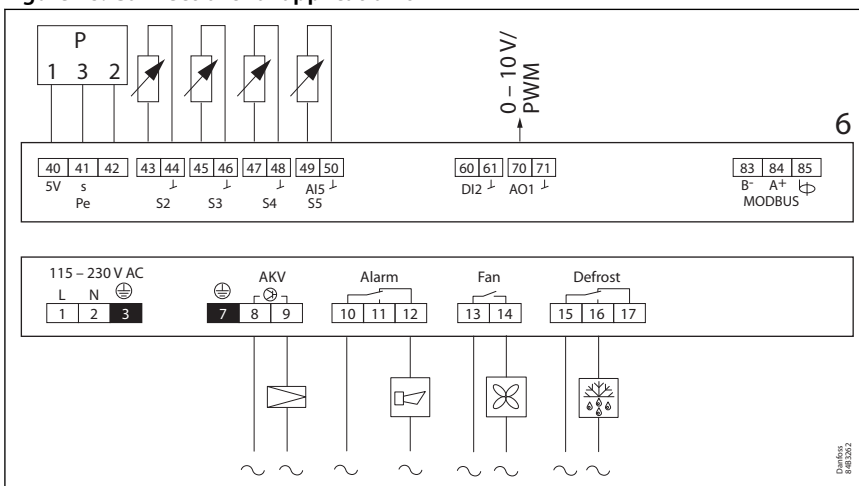 P
1 3 2
0 – 10 V/
PWM
6
40 41 42 43 44 45 46 47 48 49 50 60 61 70 71 83 84 85
5V s AI5 DI2 AO1 B- A+
Pe S2 S3 S4 S5 MODBUS
115 – 230 V AC AKV Alarm Fan Defrost
L N
1 2 3 7 8 9 10 11 12 13 14 15 16 17
Danfoss
84B3262